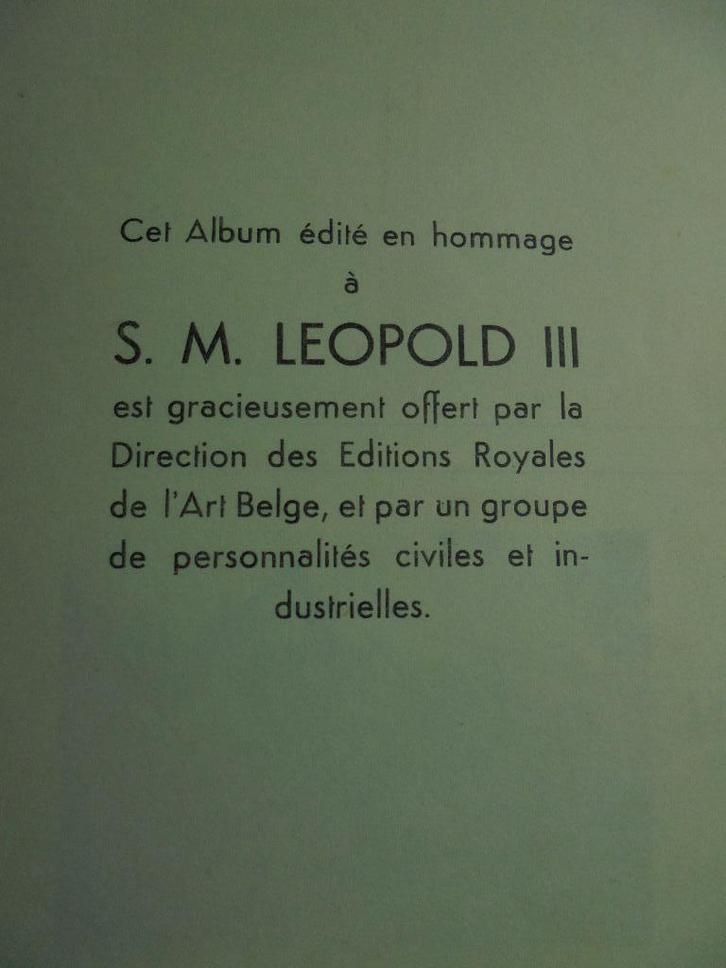 Cet Album édité en hommage
à
S. M. LEOPOLD III
est gracieusement offert par la
Direction des Editions Royales
de l'Art Belge, et par un groupe
de personnalités civiles et in-
dustrielles.